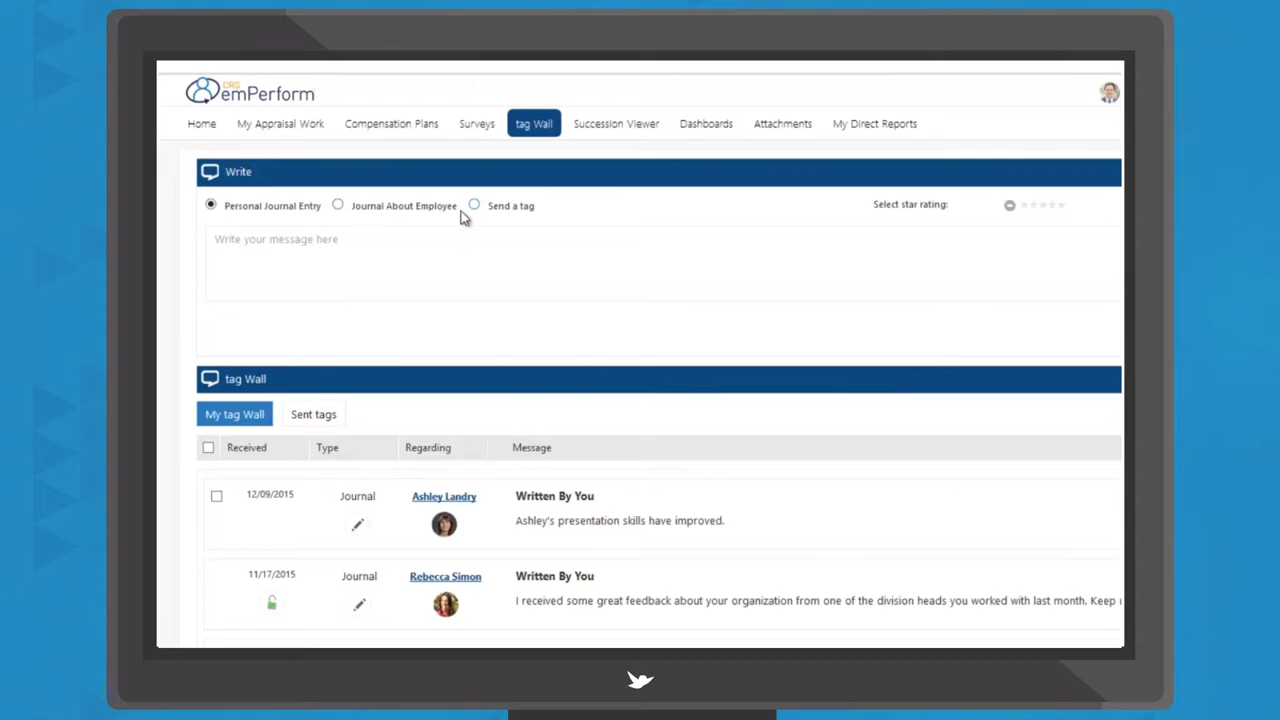 CRG
emPerform
Home My Appraisal Work Compensation Plans Surveys tag Wall Succession Viewer Dashboards Attachments My Direct Reports
Write
Personal Journal Entry Journal About Employee Send a tag Select star rating:
Write your message here
tag Wall
My tag Wall Sent tags
Received Type Regarding Message
12/09/2015 Journal Ashley Landry Written By You
Ashley's presentation skills have improved.
11/17/2015 Journal Rebecca Simon Written By You
I received some great feedback about your organization from one of the division heads you worked with last month. Keep